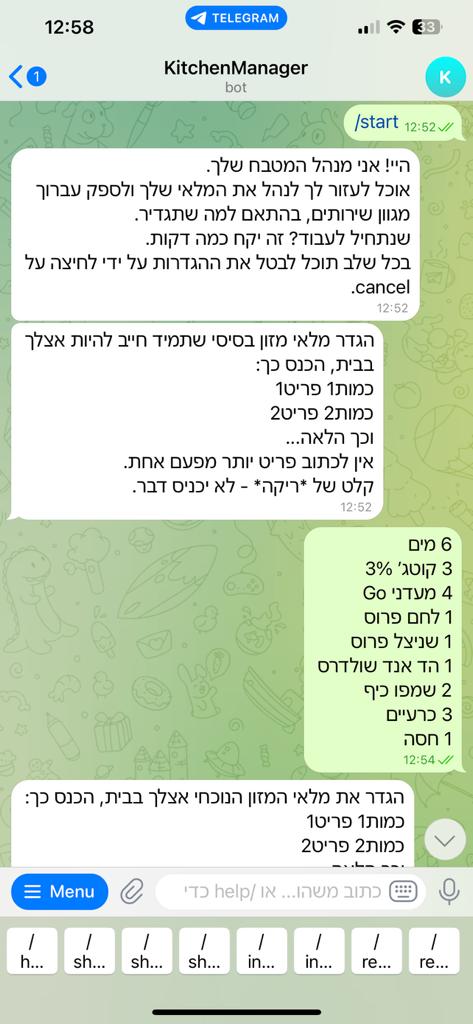 12:58
TELEGRAM
33
1
KitchenManager
bot
K
/start
12:52
היי! אני מנהל המטבח שלך.
אוכל לעזור לך לנהל את המלאי שלך ולספק עברוך
מגוון שירותים, בהתאם למה שתגדיר.
שנתחיל לעבוד? זה יקח כמה דקות.
בכל שלב תוכל לבטל את ההגדרות על ידי לחיצה על
cancel.
12:52
הגדר מלאי מזון בסיסי שתמיד חייב להיות אצלך
בבית, הכנס כך:
כמות1 פריט1
כמות2 פריט2
וכך הלאה...
אין לכתוב פריט יותר מפעם אחת.
קלט של *ריקה* - לא יכניס דבר.
12:52
6 מים
3 קוטג׳ 3%
4 מעדני Go
1 לחם פרוס
1 שניצל פרוס
1 הד אנד שולדרס
2 שמפו כיף
3 כרעיים
1 חסה
12:54
הגדר את מלאי המזון הנוכחי אצלך בבית, הכנס כך:
כמות1 פריט1
כמות2 פריט2
Menu
כתוב משהו... או /help כדי
/h...
/sh...
/sh...
/sh...
/in...
/in...
/re...
/re...